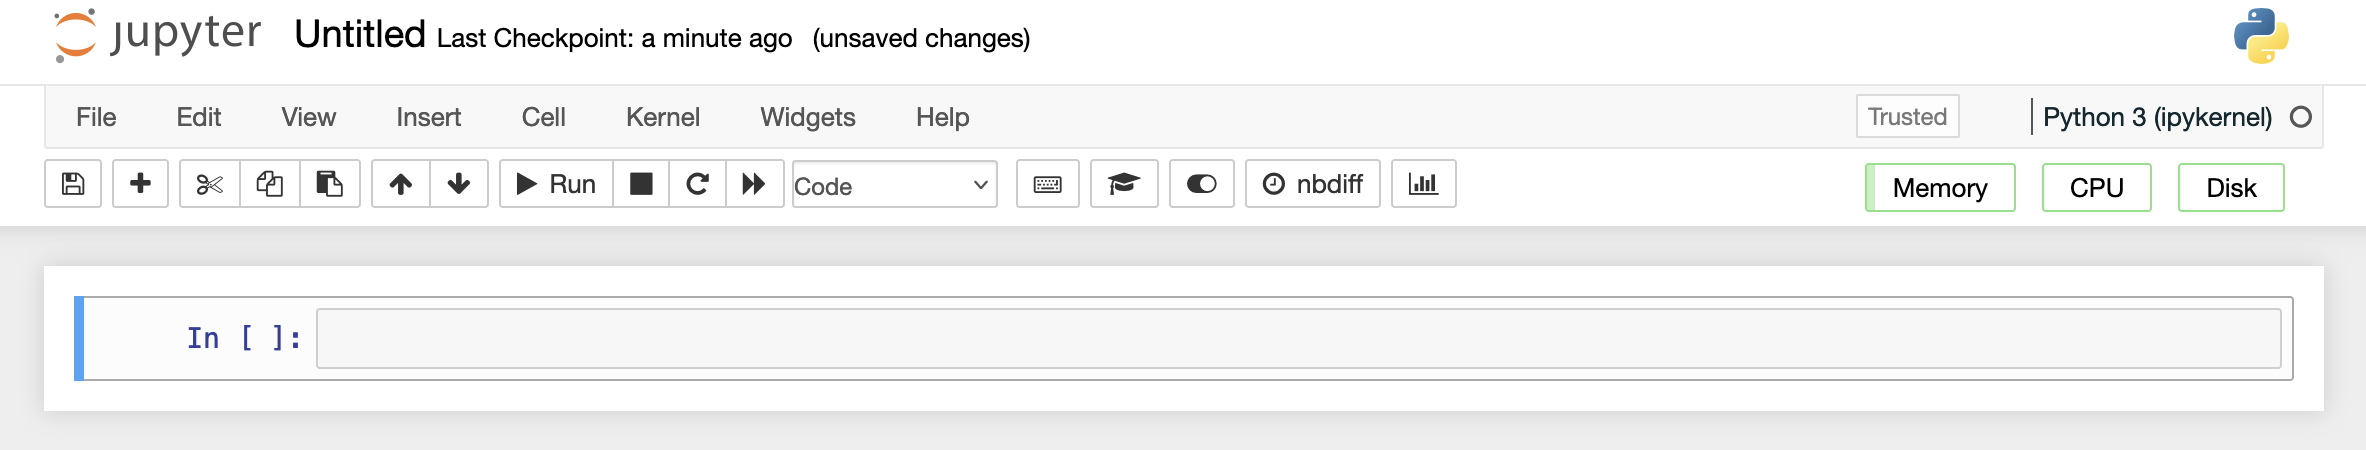 jupyter Untitled Last Checkpoint: a minute ago (unsaved changes)
File Edit View Insert Cell Kernel Widgets Help Trusted Python 3 (ipykernel)
Run Code nbdiff Memory CPU Disk
In [ ]: